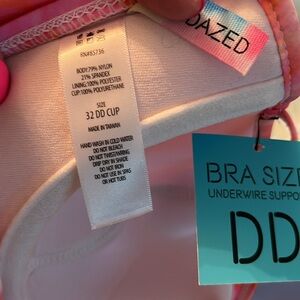 DAZED
RN#85736
BODY:79% NYLON
21% SPANDEX
LINING:100% POLYESTER
CUP:100% POLYURETHANE
SIZE
32 DD CUP
MADE IN TAIWAN
HAND WASH IN COLD WATER
DO NOT BLEACH
DO NOT TWIST/WRING
DRIP DRY IN SHADE
DO NOT IRON
DO NOT USE IN SPAS
OR HOT TUBS
BRA SIZE
UNDERWIRE SUPPO
DD